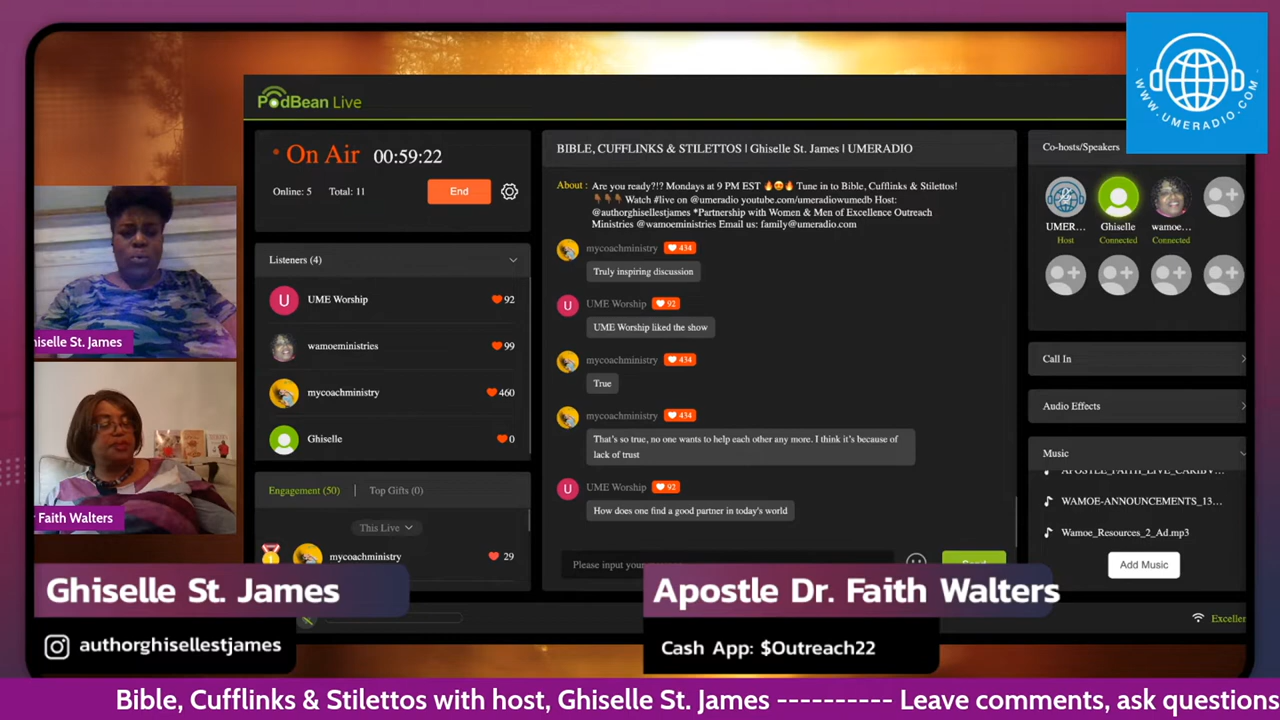 PodBean Live
WWW.UMERADIO.COM
• On Air 00:59:22
Online: 5 Total: 11
End
Listeners (4)
U UME Worship 92
wamoeministries 99
mycoachministry 460
Ghiselle 0
Engagement (50) | Top Gifts (0)
This Live
mycoachministry 29
BIBLE, CUFFLINKS & STILETTOS | Ghiselle St. James | UMERADIO
About : Are you ready?!? Mondays at 9 PM EST 🔥😍🔥 Tune in to Bible, Cufflinks & Stilettos!
👇🏾👇🏾👇🏾 Watch #live on @umeradio youtube.com/umeradiowumedb Host:
@authorghisellestjames *Partnership with Women & Men of Excellence Outreach
Ministries @wamoeministries Email us: family@umeradio.com
mycoachministry 434
Truly inspiring discussion
U UME Worship 92
UME Worship liked the show
mycoachministry 434
True
mycoachministry 434
That's so true, no one wants to help each other any more. I think it's because of
lack of trust
U UME Worship 92
How does one find a good partner in today's world
Please input your
Co-hosts/Speakers
UMER... Ghiselle wamoe...
Host Connected Connected
Call In
Audio Effects
Music
WAMOE-ANNOUNCEMENTS_13...
Wamoe_Resources_2_Ad.mp3
Add Music
Excellen
hiselle St. James
Faith Walters
Ghiselle St. James
authorghisellestjames
Apostle Dr. Faith Walters
Cash App: $Outreach22
Bible, Cufflinks & Stilettos with host, Ghiselle St. James ---------- Leave comments, ask questions